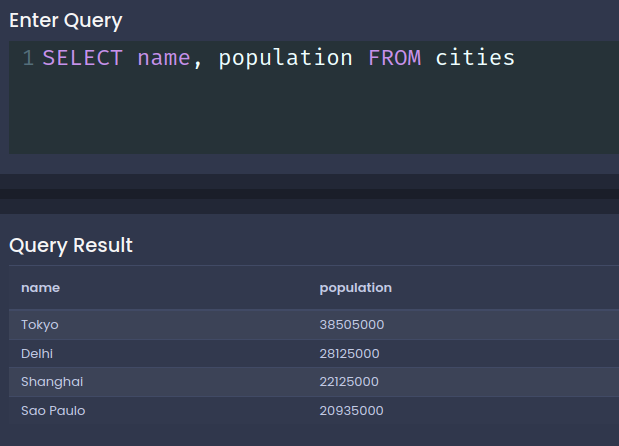 Enter Query
1 SELECT name, population FROM cities
Query Result
name population
Tokyo 38505000
Delhi 28125000
Shanghai 22125000
Sao Paulo 20935000